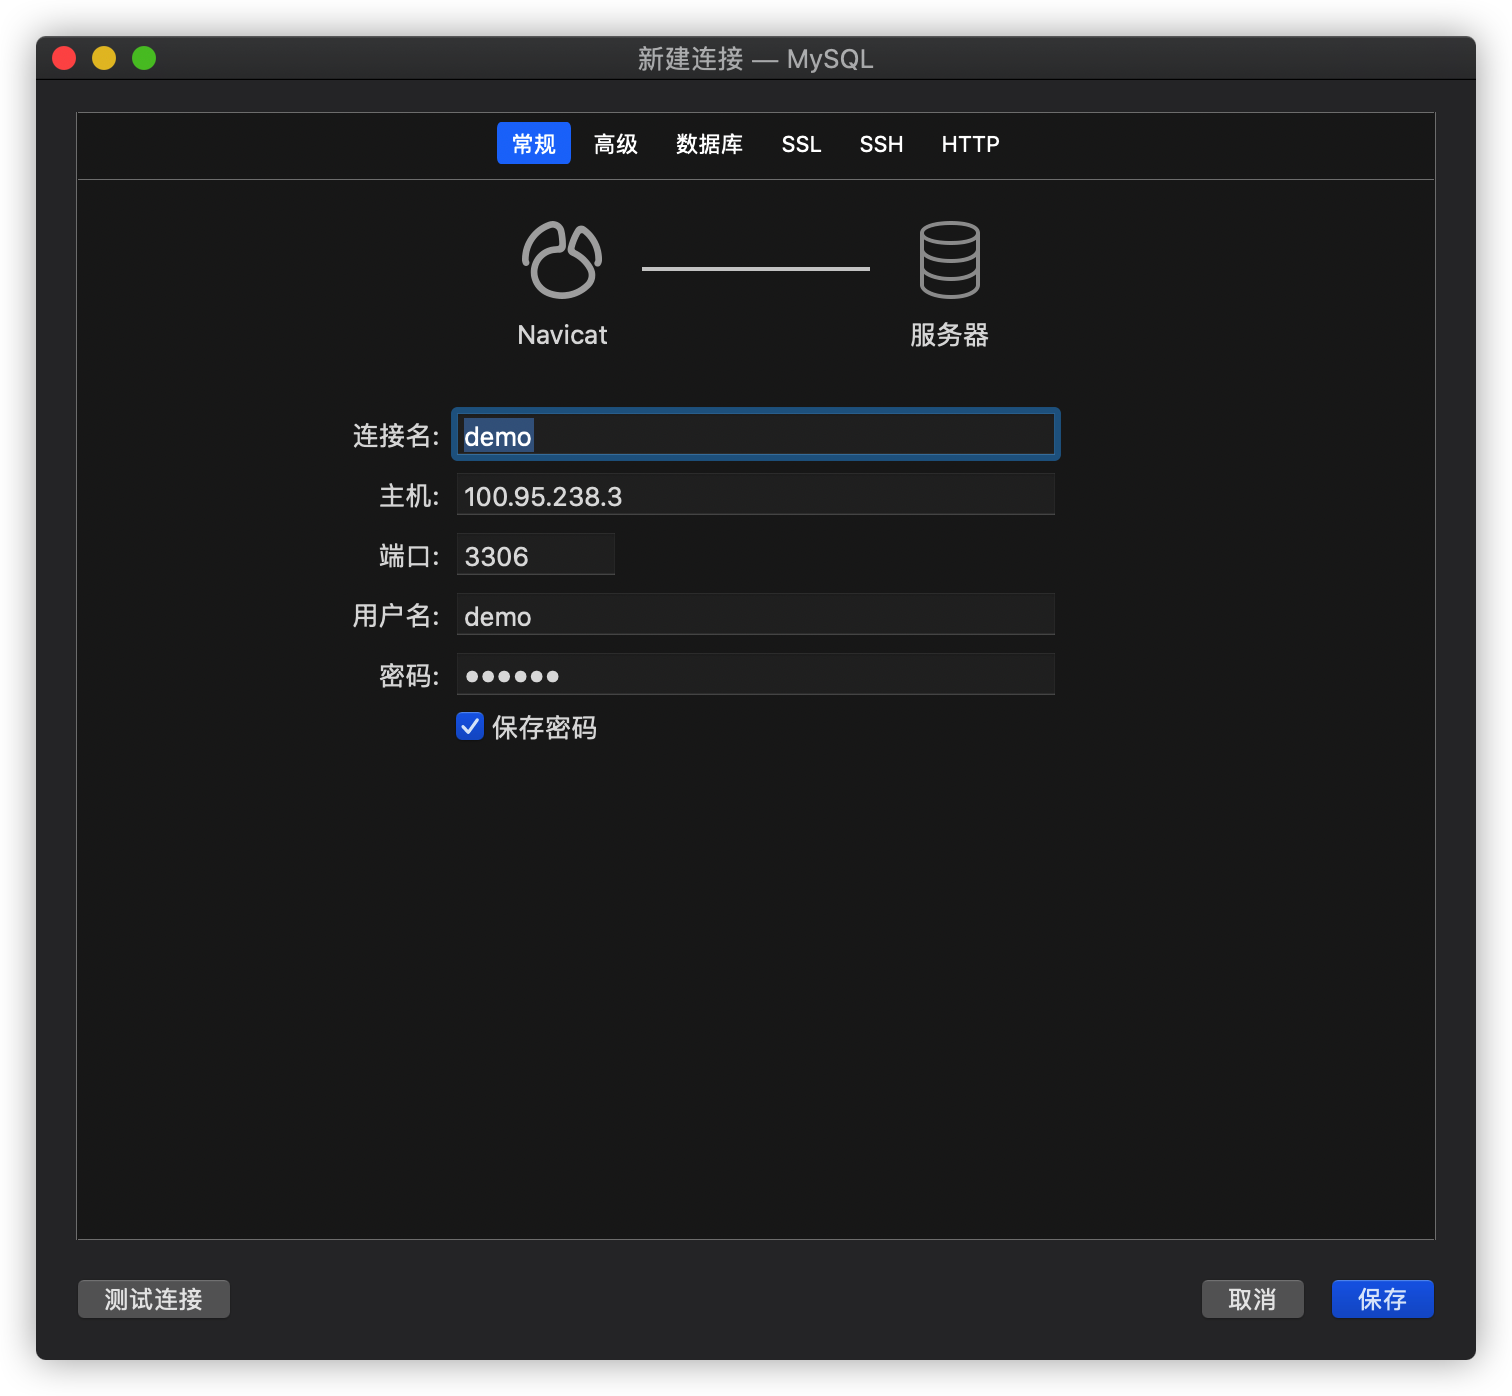 新建连接 — MySQL
常规 高级 数据库 SSL SSH HTTP
Navicat 服务器
连接名: demo
主机: 100.95.238.3
端口: 3306
用户名: demo
密码: ●●●●●●
保存密码
测试连接 取消 保存